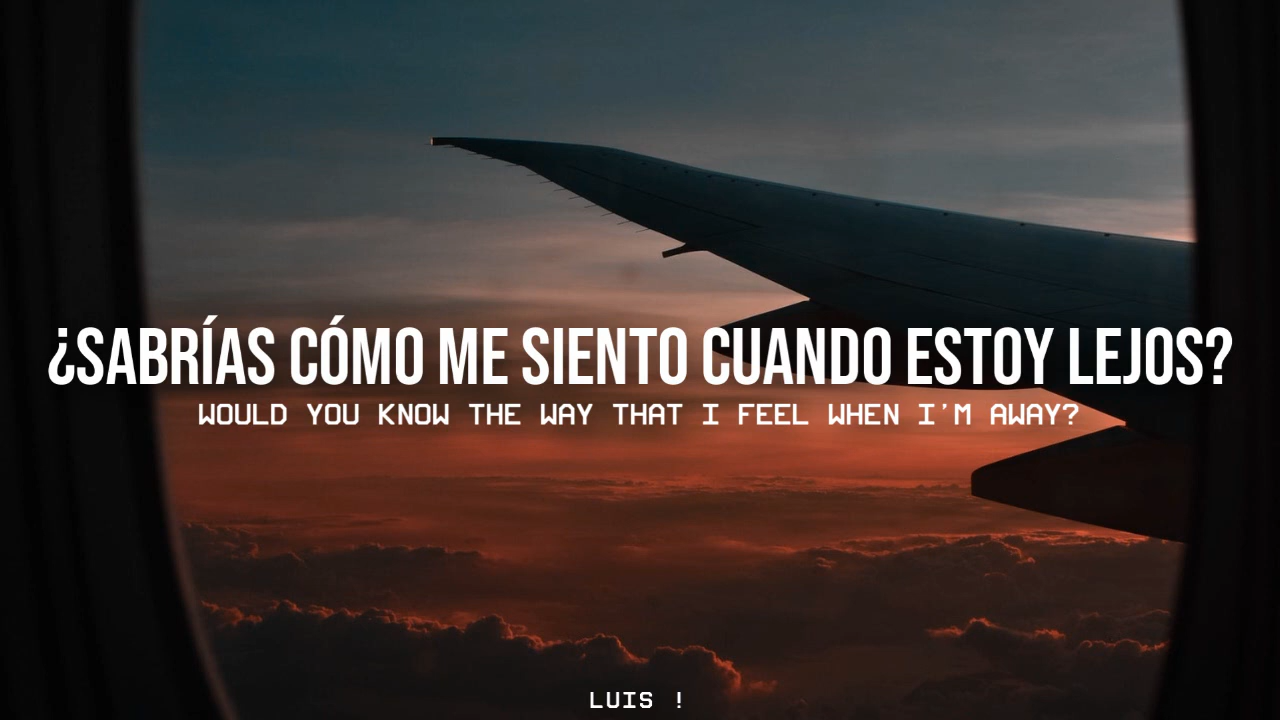 ¿SABRÍAS CÓMO ME SIENTO CUANDO ESTOY LEJOS?
WOULD YOU KNOW THE WAY THAT I FEEL WHEN I'M AWAY?
LUIS !